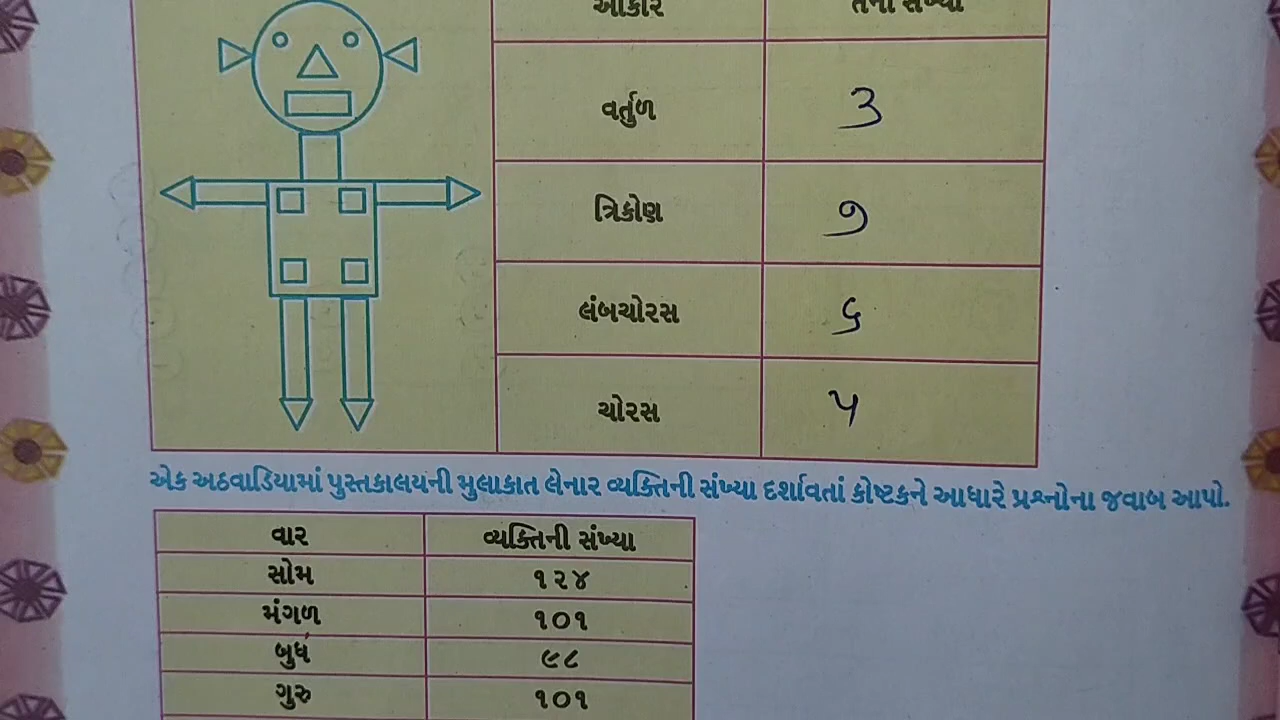 આકાર તેની સંખ્યા
વર્તુળ ૩
ત્રિકોણ ૭
લંબચોરસ ૬
ચોરસ ૫
એક અઠવાડિયામાં પુસ્તકાલયની મુલાકાત લેનાર વ્યક્તિની સંખ્યા દર્શાવતાં કોષ્ટકને આધારે પ્રશ્નોના જવાબ આપો.
વાર વ્યક્તિની સંખ્યા
સોમ ૧૨૪
મંગળ ૧૦૧
બુધ ૯૮
ગુરુ ૧૦૧